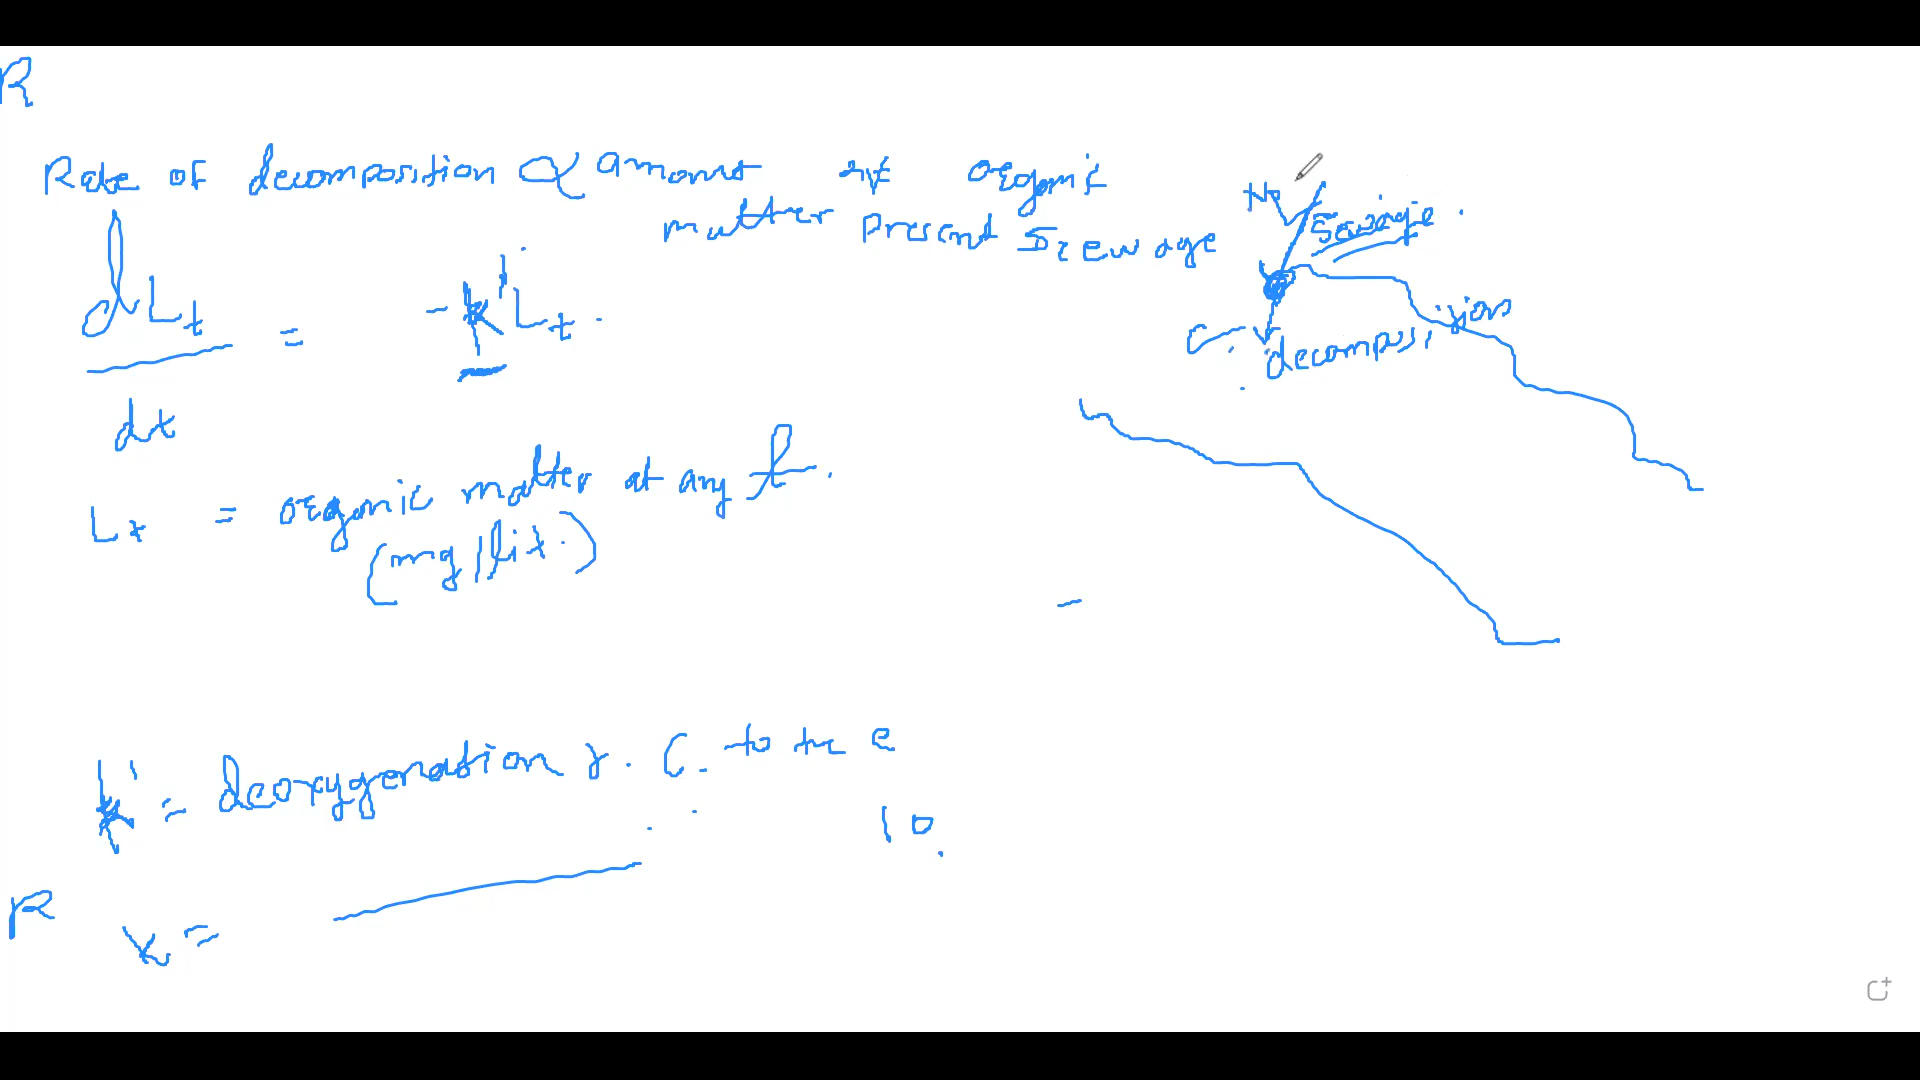 R
Rate of decomposition ∝ amount of organic
matter present sewage
dLt
= -k'Lt.
dt
No
Sewage.
C.
decomposition
Lt = organic matter at any t.
(mg/lit.)
k' = deoxygenation C. to the e
10.
R
k =